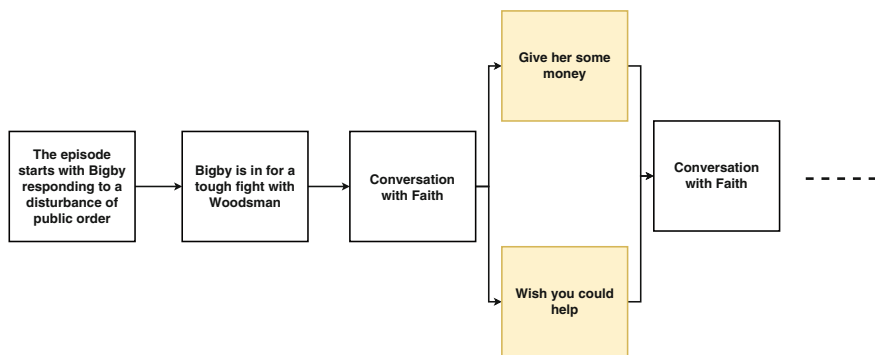 The episode
starts with Bigby
responding to a
disturbance of
public order
Bigby is in for a
tough fight with
Woodsman
Conversation
with Faith
Give her some
money
Wish you could
help
Conversation
with Faith